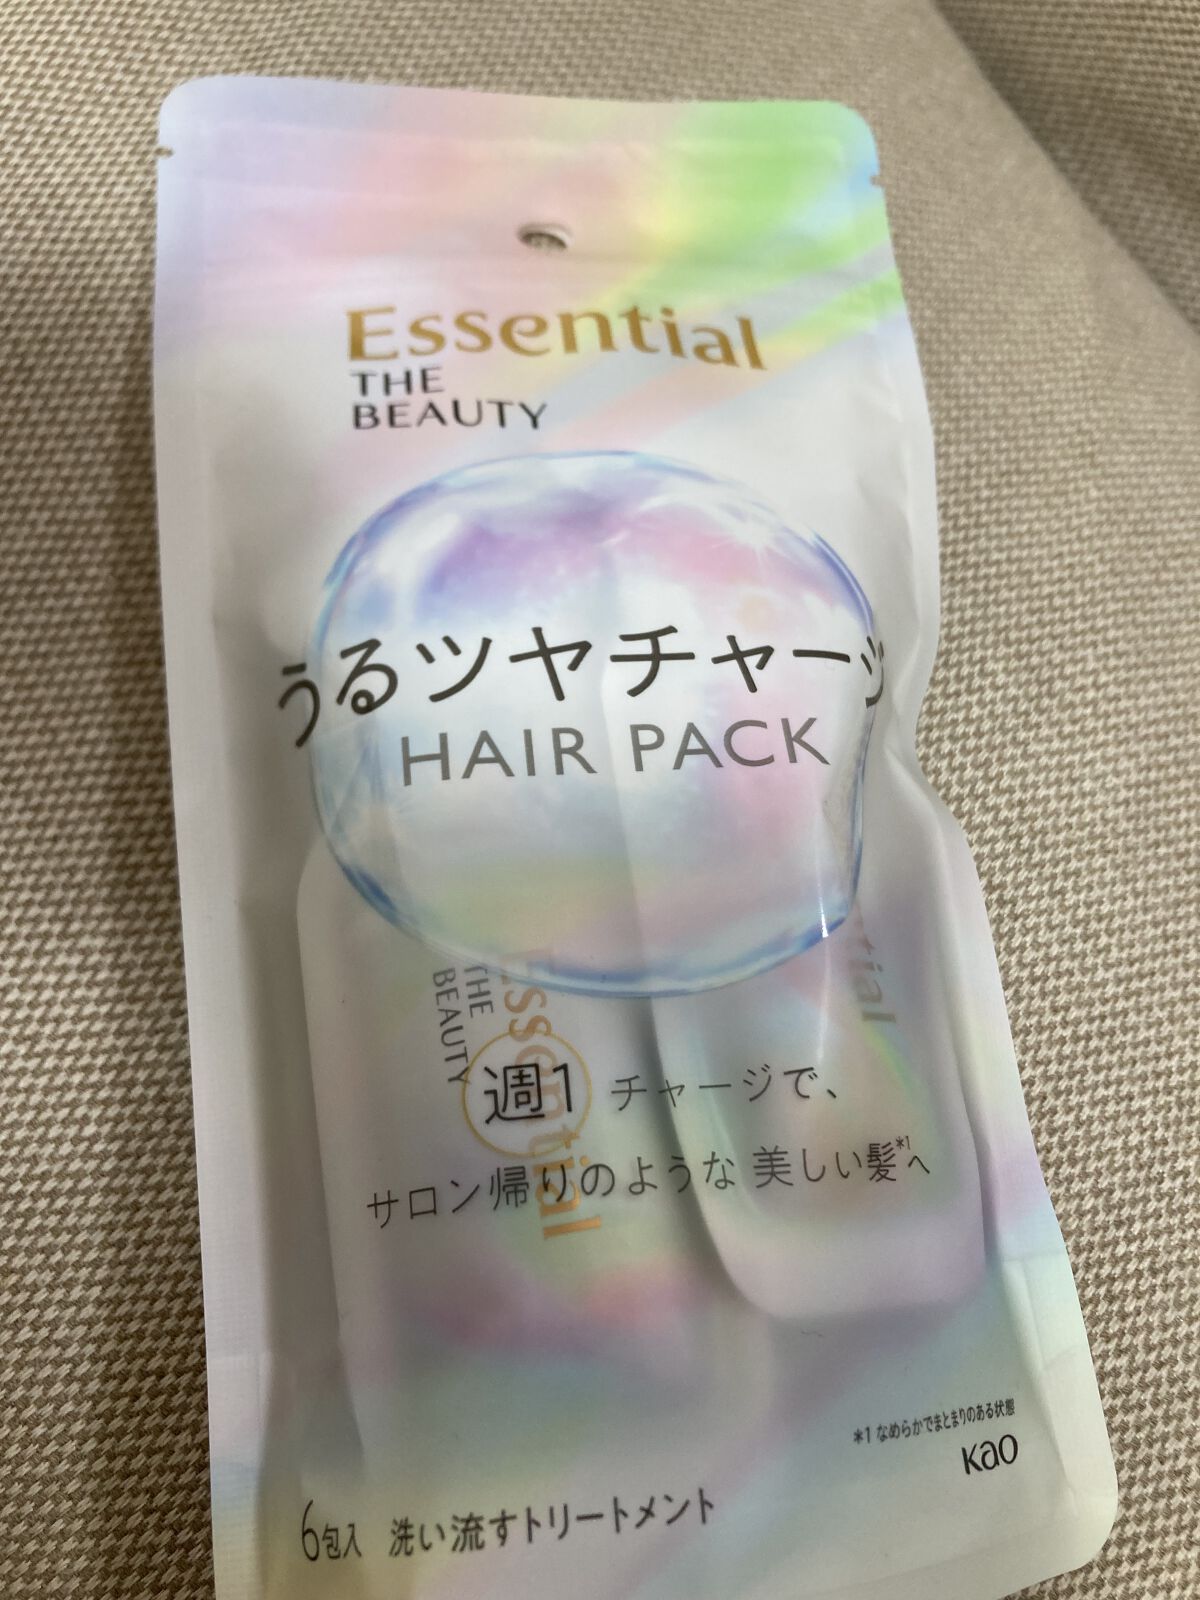 Essential
THE
BEAUTY
うるツヤチャージ
HAIR PACK
Essential
THE
BEAUTY
週1 チャージで、
サロン帰りのような 美しい髪*1へ
*1 なめらかでまとまりのある状態
Kao
6包入 洗い流すトリートメント